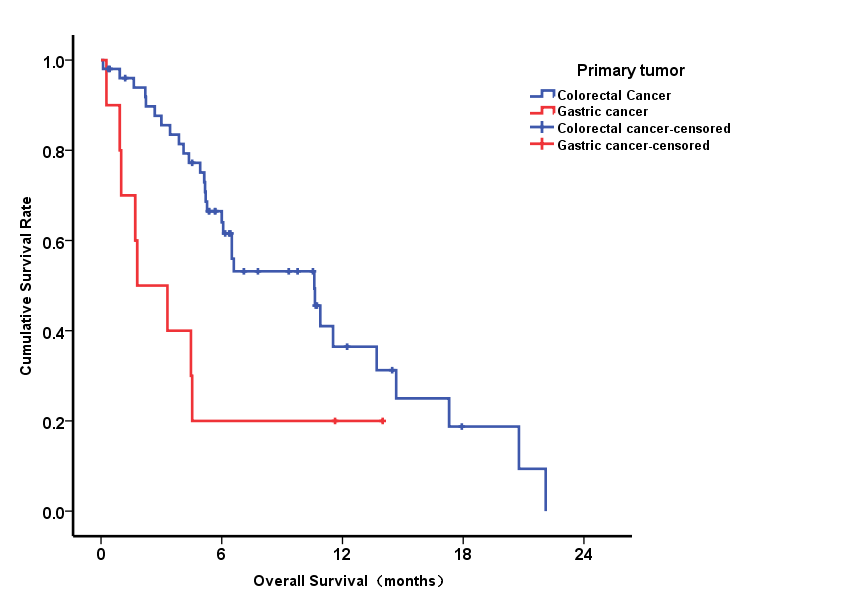 Primary tumor
Colorectal Cancer
Gastric cancer
Colorectal cancer-censored
Gastric cancer-censored
Cumulative Survival Rate
1.0
0.8
0.6
0.4
0.2
0.0
0 6 12 18 24
Overall Survival（months）